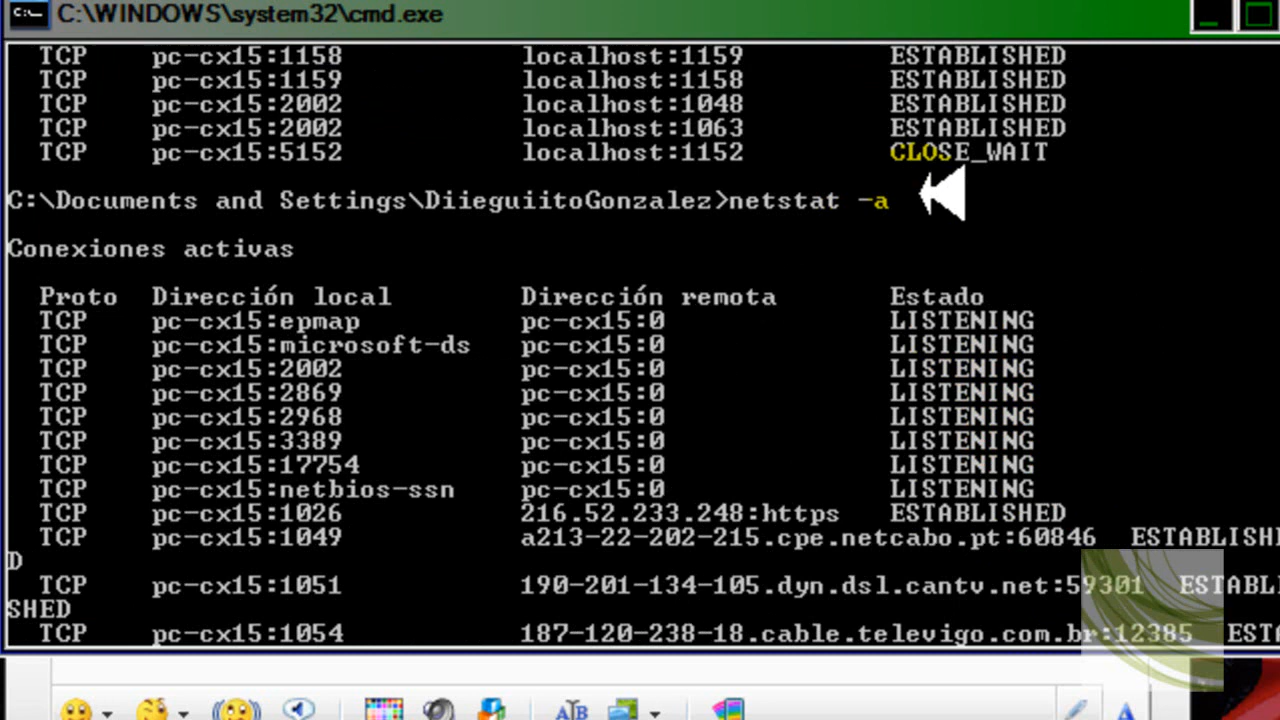 C:\WINDOWS\system32\cmd.exe
TCP pc-cx15:1158 localhost:1159 ESTABLISHED
TCP pc-cx15:1159 localhost:1158 ESTABLISHED
TCP pc-cx15:2002 localhost:1048 ESTABLISHED
TCP pc-cx15:2002 localhost:1063 ESTABLISHED
TCP pc-cx15:5152 localhost:1152 CLOSE_WAIT
C:\Documents and Settings\DiieguiitoGonzalez>netstat -a
Conexiones activas
Proto Dirección local Dirección remota Estado
TCP pc-cx15:epmap pc-cx15:0 LISTENING
TCP pc-cx15:microsoft-ds pc-cx15:0 LISTENING
TCP pc-cx15:2002 pc-cx15:0 LISTENING
TCP pc-cx15:2869 pc-cx15:0 LISTENING
TCP pc-cx15:2968 pc-cx15:0 LISTENING
TCP pc-cx15:3389 pc-cx15:0 LISTENING
TCP pc-cx15:17754 pc-cx15:0 LISTENING
TCP pc-cx15:netbios-ssn pc-cx15:0 LISTENING
TCP pc-cx15:1026 216.52.233.248:https ESTABLISHED
TCP pc-cx15:1049 a213-22-202-215.cpe.netcabo.pt:60846 ESTABLISHE
D
TCP pc-cx15:1051 190-201-134-105.dyn.dsl.cantv.net:59301 ESTABLI
SHED
TCP pc-cx15:1054 187-120-238-18.cable.televigo.com.br:12385 ESTA